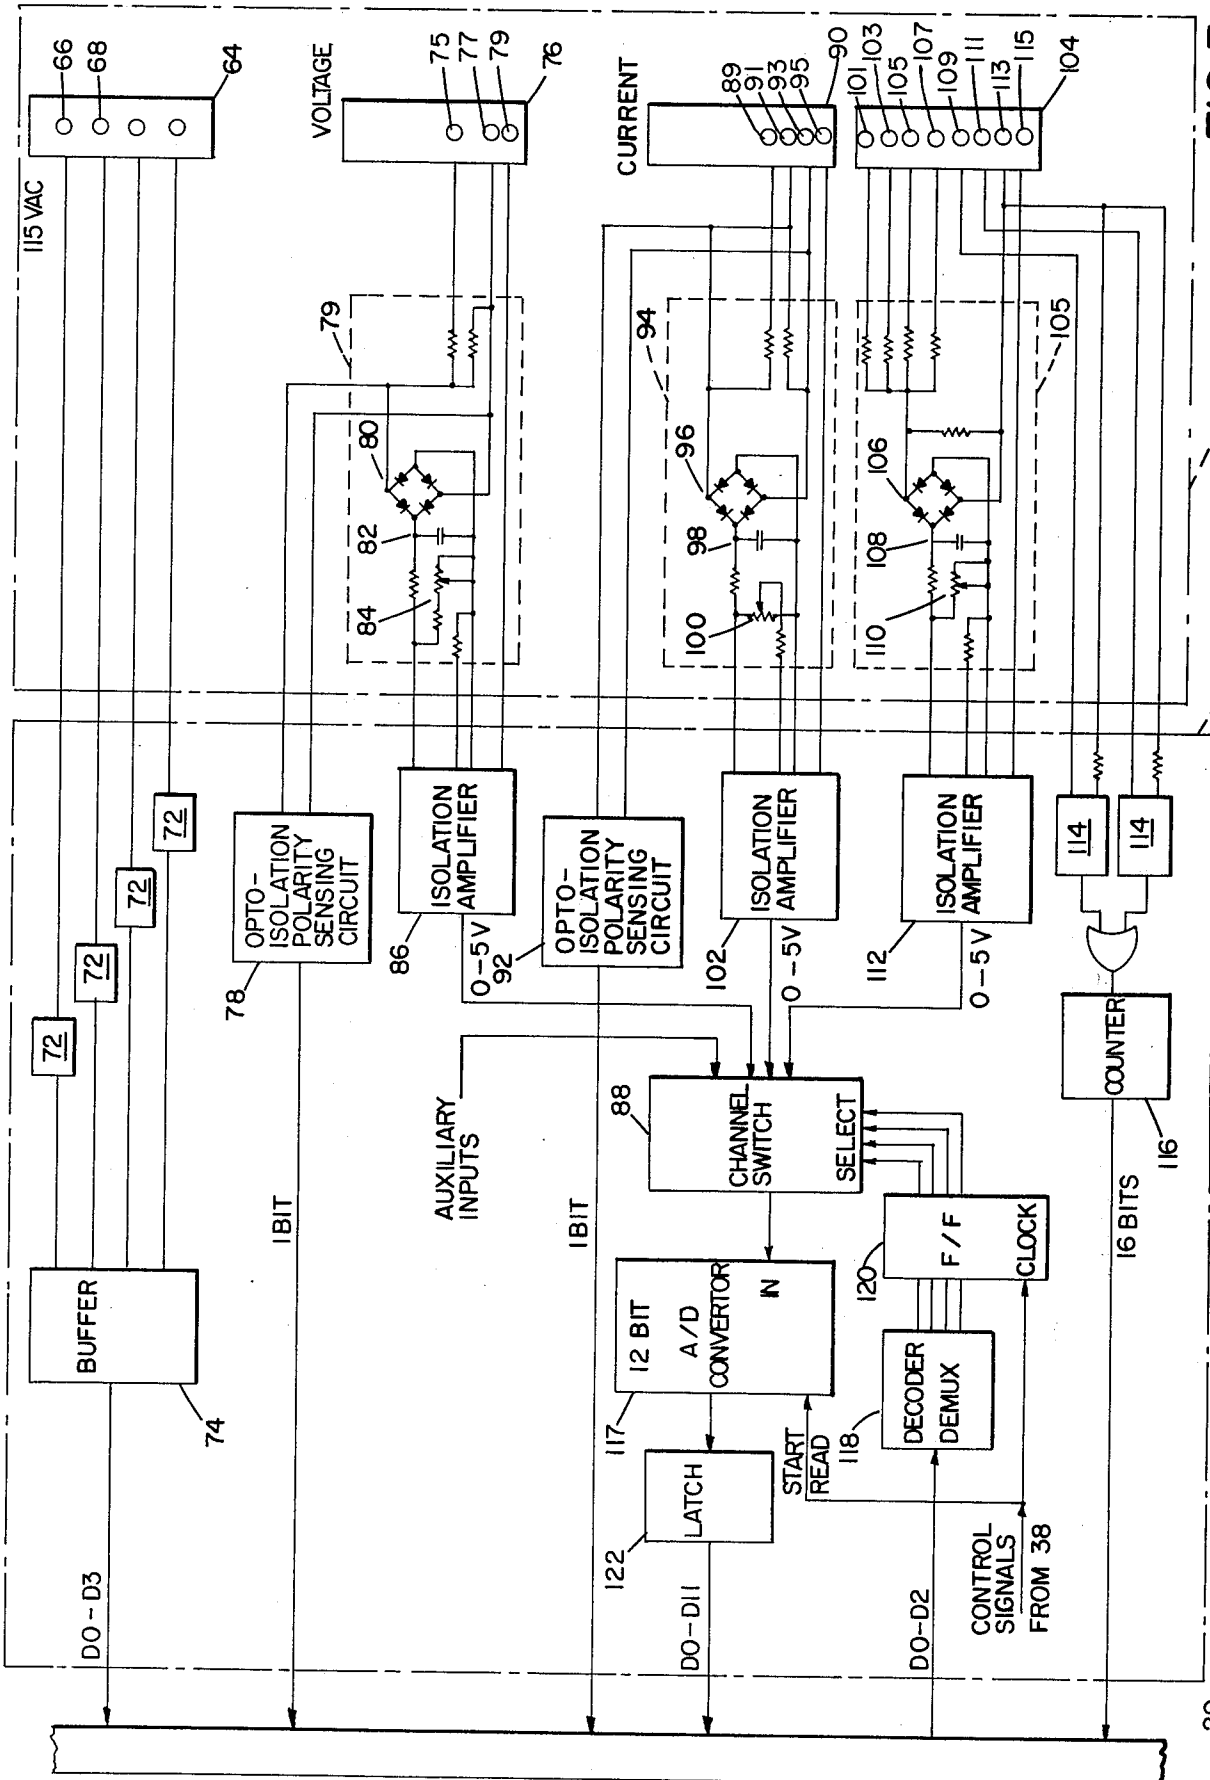 115 VAC
66
68
64
VOLTAGE
75
77
79
76
CURRENT
89
91
93
95
90
101
103
105
107
109
111
113
115
104
79
80
82
84
94
96
98
100
105
106
108
110
72
72
72
72
OPTO-
ISOLATION
POLARITY
SENSING
CIRCUIT
78
ISOLATION
AMPLIFIER
86
0-5V
OPTO-
ISOLATION
POLARITY
SENSING
CIRCUIT
92
ISOLATION
AMPLIFIER
102
0-5V
ISOLATION
AMPLIFIER
112
0-5V
114
114
COUNTER
116
16 BITS
AUXILIARY
INPUTS
CHANNEL
SWITCH
SELECT
88
F/F
CLOCK
120
BUFFER
74
1 BIT
1 BIT
12 BIT
A/D
CONVERTOR
IN
117
DECODER
DEMUX
118
START
READ
LATCH
122
CONTROL
SIGNALS
FROM 38
DO-D3
DO-D11
DO-D2